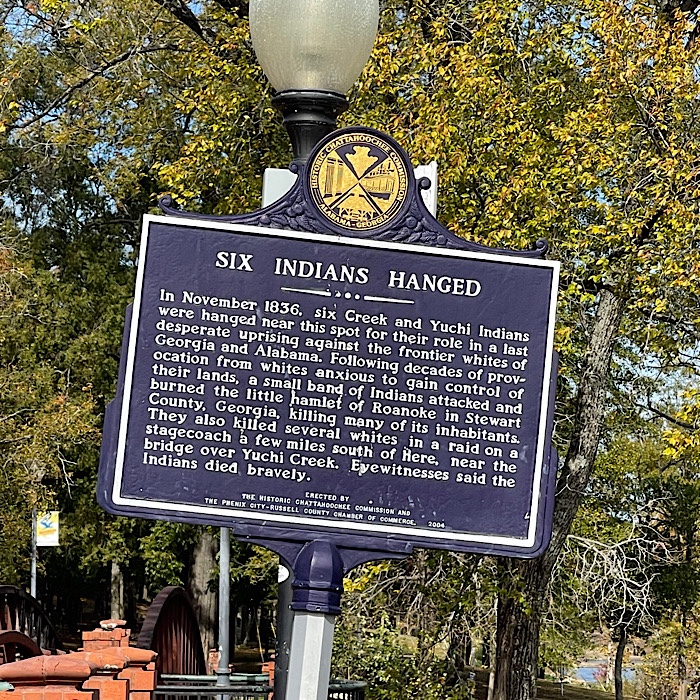 HISTORIC CHATTAHOOCHEE COMMISSION
ALABAMA-GEORGIA
SIX INDIANS HANGED
In November 1836, six Creek and Yuchi Indians
were hanged near this spot for their role in a last
desperate uprising against the frontier whites of
Georgia and Alabama. Following decades of prov-
ocation from whites anxious to gain control of
their lands, a small band of Indians attacked and
burned the little hamlet of Roanoke in Stewart
County, Georgia, killing many of its inhabitants.
They also killed several whites in a raid on a
stagecoach a few miles south of here, near the
bridge over Yuchi Creek. Eyewitnesses said the
Indians died bravely.
ERECTED BY
THE HISTORIC CHATTAHOOCHEE COMMISSION AND
THE PHENIX CITY-RUSSELL COUNTY CHAMBER OF COMMERCE, 2004